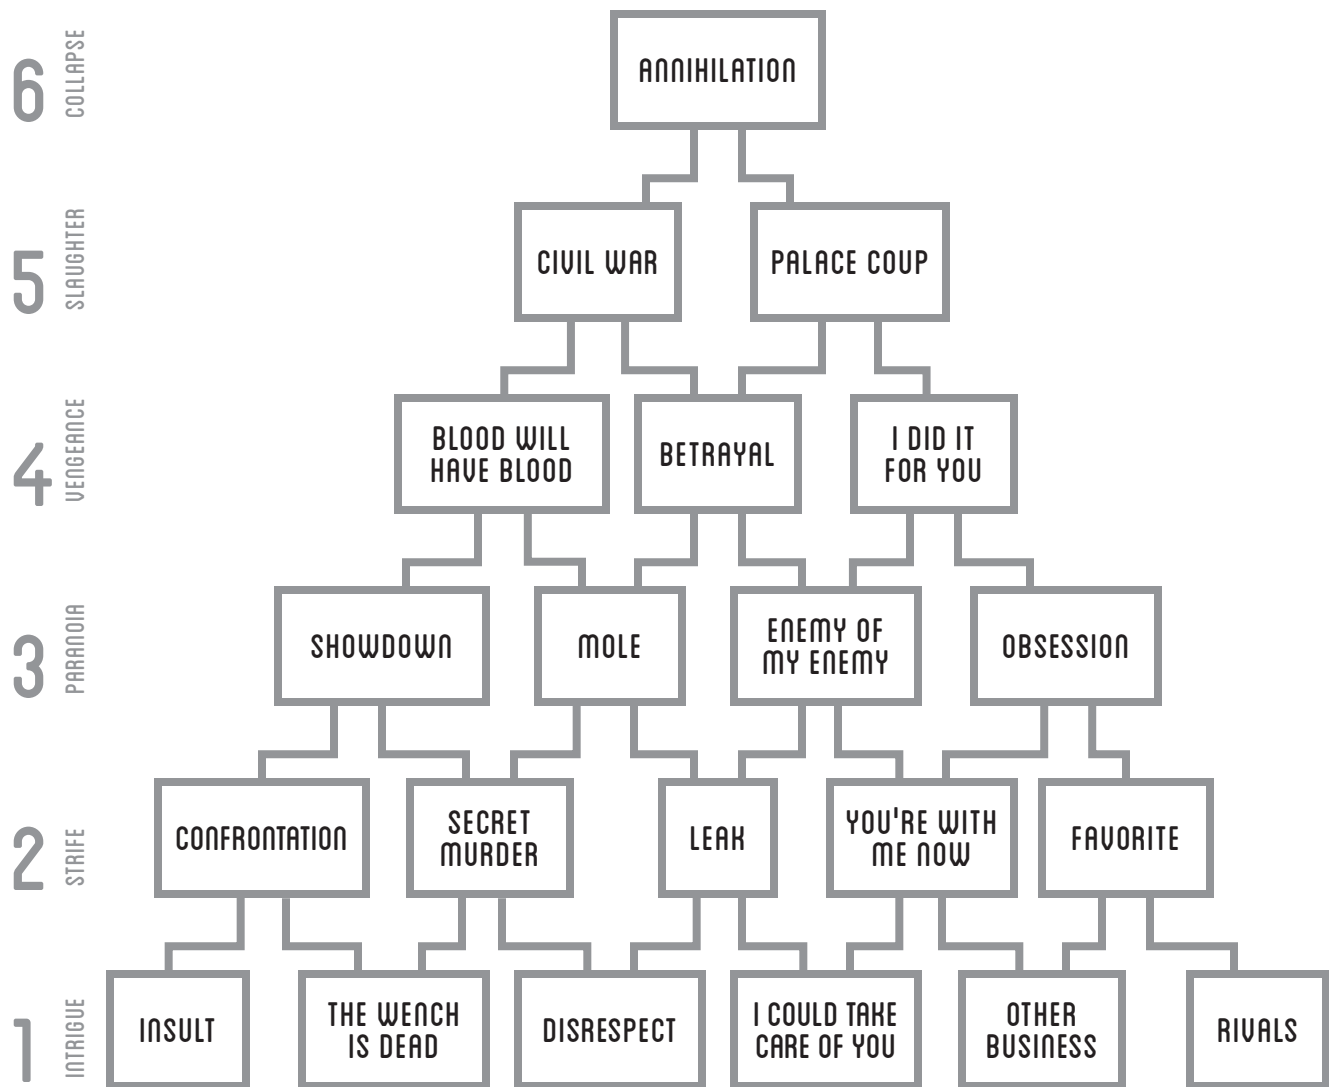 6 COLLAPSE
ANNIHILATION
5 SLAUGHTER
CIVIL WAR
PALACE COUP
4 VENGEANCE
BLOOD WILL
HAVE BLOOD
BETRAYAL
I DID IT
FOR YOU
3 PARANOIA
SHOWDOWN
MOLE
ENEMY OF
MY ENEMY
OBSESSION
2 STRIFE
CONFRONTATION
SECRET
MURDER
LEAK
YOU'RE WITH
ME NOW
FAVORITE
1 INTRIGUE
INSULT
THE WENCH
IS DEAD
DISRESPECT
I COULD TAKE
CARE OF YOU
OTHER
BUSINESS
RIVALS